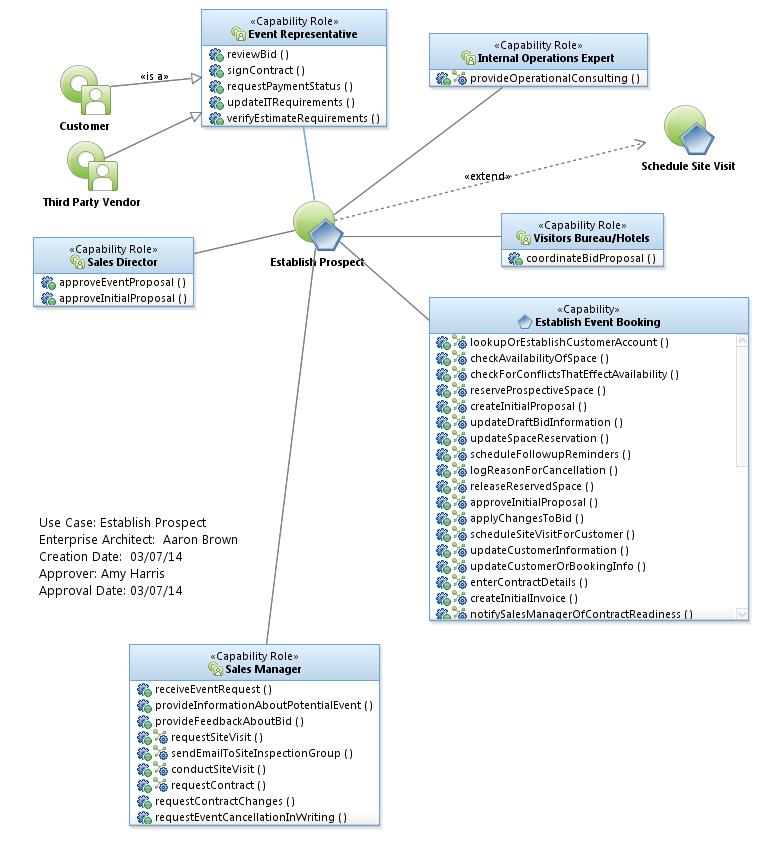 «Capability Role»
Event Representative
reviewBid ( )
signContract ( )
requestPaymentStatus ( )
updateITRequirements ( )
verifyEstimateRequirements ( )
«Capability Role»
Internal Operations Expert
provideOperationalConsulting ( )
«is a»
Customer
Third Party Vendor
«extend»
Schedule Site Visit
«Capability Role»
Sales Director
approveEventProposal ( )
approveInitialProposal ( )
Establish Prospect
«Capability Role»
Visitors Bureau/Hotels
coordinateBidProposal ( )
«Capability»
Establish Event Booking
lookupOrEstablishCustomerAccount ( )
checkAvailabilityOfSpace ( )
checkForConflictsThatEffectAvailability ( )
reserveProspectiveSpace ( )
createInitialProposal ( )
updateDraftBidInformation ( )
updateSpaceReservation ( )
scheduleFollowupReminders ( )
logReasonForCancellation ( )
releaseReservedSpace ( )
approveInitialProposal ( )
applyChangesToBid ( )
scheduleSiteVisitForCustomer ( )
updateCustomerInformation ( )
updateCustomerOrBookingInfo ( )
enterContractDetails ( )
createInitialInvoice ( )
notifySalesManagerOfContractReadiness ( )
Use Case: Establish Prospect
Enterprise Architect: Aaron Brown
Creation Date: 03/07/14
Approver: Amy Harris
Approval Date: 03/07/14
«Capability Role»
Sales Manager
receiveEventRequest ( )
provideInformationAboutPotentialEvent ( )
provideFeedbackAboutBid ( )
requestSiteVisit ( )
sendEmailToSiteInspectionGroup ( )
conductSiteVisit ( )
requestContract ( )
requestContractChanges ( )
requestEventCancellationInWriting ( )